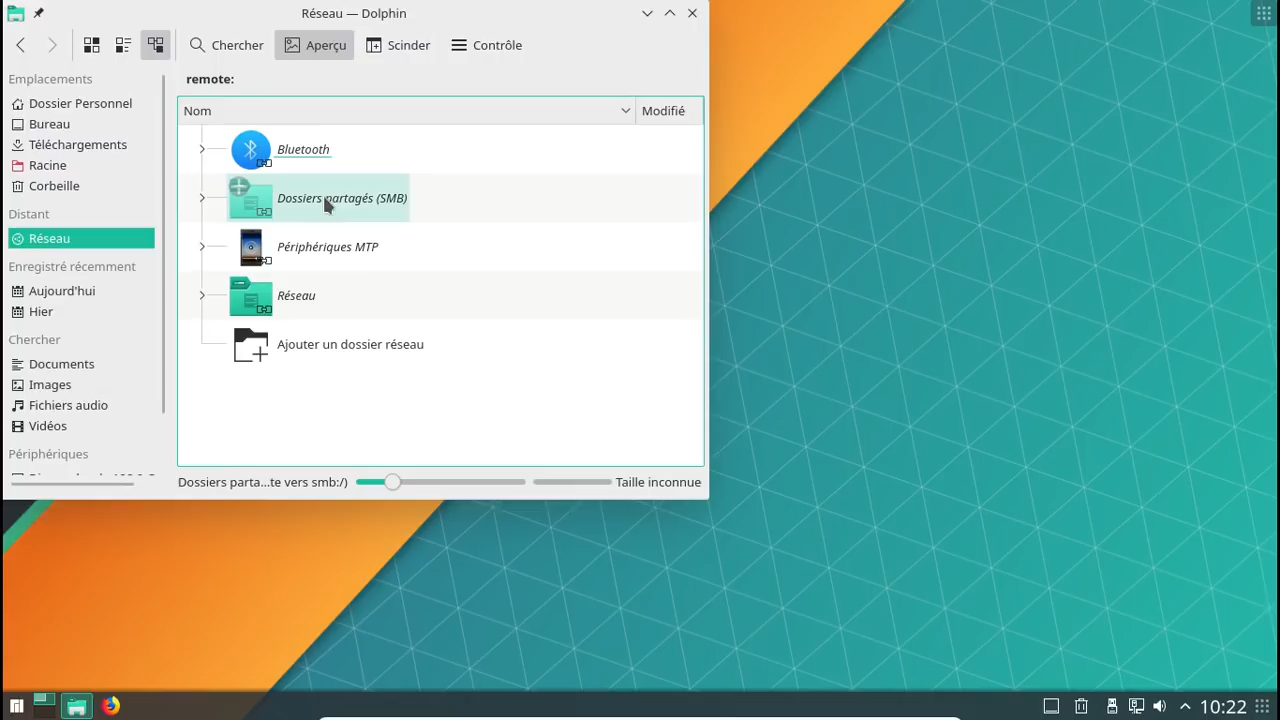 Réseau — Dolphin
Chercher
Aperçu
Scinder
Contrôle
Emplacements
Dossier Personnel
Bureau
Téléchargements
Racine
Corbeille
Distant
Réseau
Enregistré récemment
Aujourd'hui
Hier
Chercher
Documents
Images
Fichiers audio
Vidéos
Périphériques
remote:
Nom
Modifié
Bluetooth
Dossiers partagés (SMB)
Périphériques MTP
Réseau
Ajouter un dossier réseau
Dossiers parta...te vers smb:/)
Taille inconnue
10:22